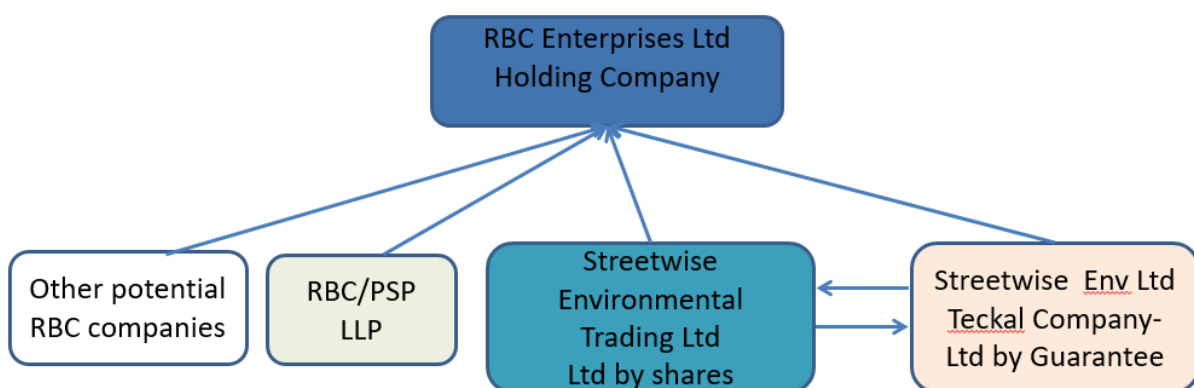 RBC Enterprises Ltd
Holding Company
Other potential
RBC companies
RBC/PSP
LLP
Streetwise
Environmental
Trading Ltd
Ltd by shares
Streetwise Env Ltd
Teckal Company-
Ltd by Guarantee